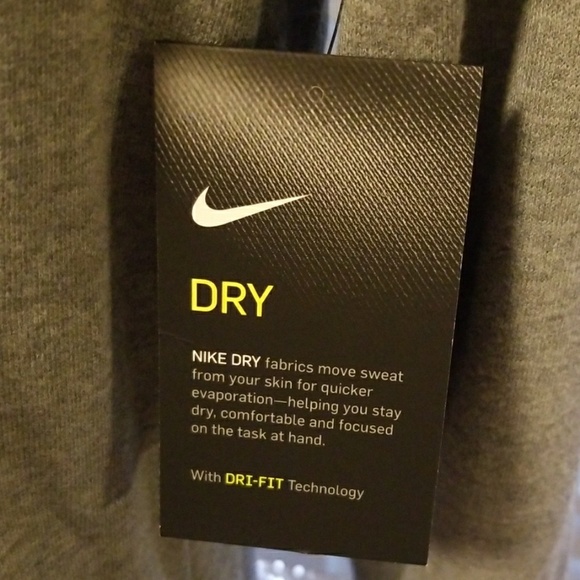 DRY
NIKE DRY fabrics move sweat
from your skin for quicker
evaporation—helping you stay
dry, comfortable and focused
on the task at hand.
With DRI-FIT Technology